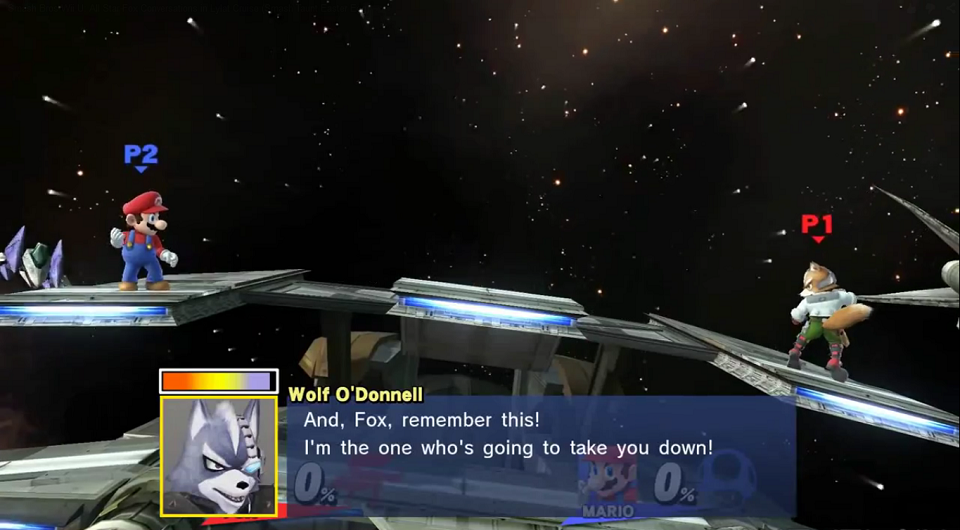 P2
P1
Wolf O'Donnell
And, Fox, remember this!
I'm the one who's going to take you down!
0%
0%
MARIO